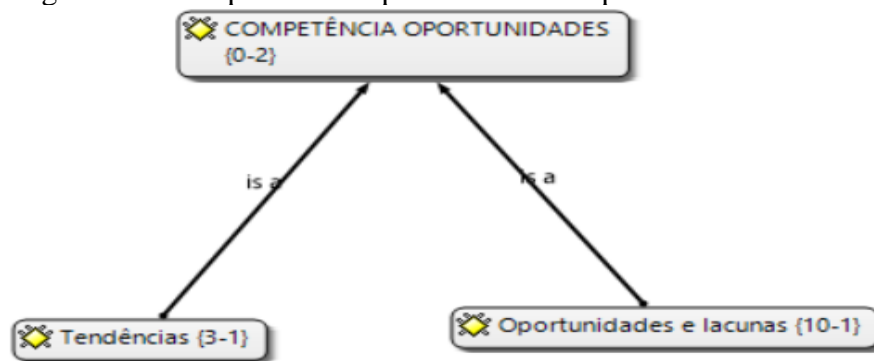 COMPETÊNCIA OPORTUNIDADES
{0-2}
is a
is a
Tendências {3-1}
Oportunidades e lacunas {10-1}